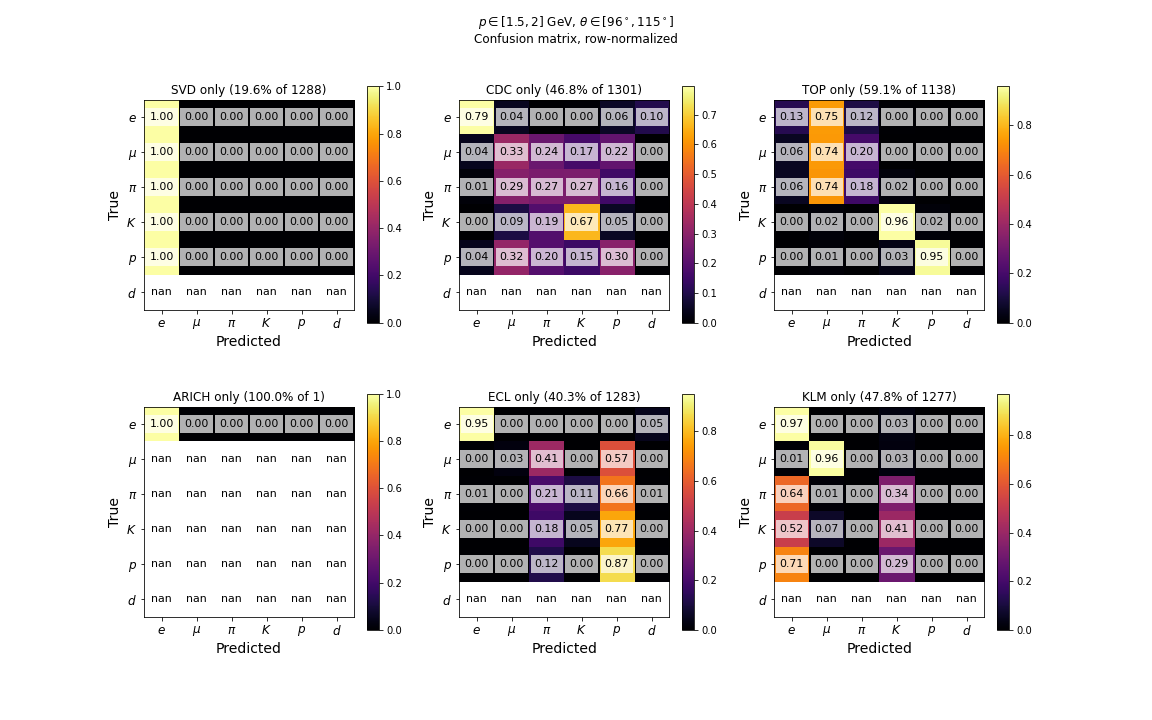 p ∈ [1.5, 2] GeV, θ ∈ [96°, 115°]
Confusion matrix, row-normalized
SVD only (19.6% of 1288)
True
e 1.00 0.00 0.00 0.00 0.00 0.00
μ 1.00 0.00 0.00 0.00 0.00 0.00
π 1.00 0.00 0.00 0.00 0.00 0.00
K 1.00 0.00 0.00 0.00 0.00 0.00
p 1.00 0.00 0.00 0.00 0.00 0.00
d nan nan nan nan nan nan
e μ π K p d
Predicted
1.0
0.8
0.6
0.4
0.2
0.0
CDC only (46.8% of 1301)
True
e 0.79 0.04 0.00 0.00 0.06 0.10
μ 0.04 0.33 0.24 0.17 0.22 0.00
π 0.01 0.29 0.27 0.27 0.16 0.00
K 0.00 0.09 0.19 0.67 0.05 0.00
p 0.04 0.32 0.20 0.15 0.30 0.00
d nan nan nan nan nan nan
e μ π K p d
Predicted
0.7
0.6
0.5
0.4
0.3
0.2
0.1
0.0
TOP only (59.1% of 1138)
True
e 0.13 0.75 0.12 0.00 0.00 0.00
μ 0.06 0.74 0.20 0.00 0.00 0.00
π 0.06 0.74 0.18 0.02 0.00 0.00
K 0.00 0.02 0.00 0.96 0.02 0.00
p 0.00 0.01 0.00 0.03 0.95 0.00
d nan nan nan nan nan nan
e μ π K p d
Predicted
0.8
0.6
0.4
0.2
0.0
ARICH only (100.0% of 1)
True
e 1.00 0.00 0.00 0.00 0.00 0.00
μ nan nan nan nan nan nan
π nan nan nan nan nan nan
K nan nan nan nan nan nan
p nan nan nan nan nan nan
d nan nan nan nan nan nan
e μ π K p d
Predicted
1.0
0.8
0.6
0.4
0.2
0.0
ECL only (40.3% of 1283)
True
e 0.95 0.00 0.00 0.00 0.00 0.05
μ 0.00 0.03 0.41 0.00 0.57 0.00
π 0.01 0.00 0.21 0.11 0.66 0.01
K 0.00 0.00 0.18 0.05 0.77 0.00
p 0.00 0.00 0.12 0.00 0.87 0.00
d nan nan nan nan nan nan
e μ π K p d
Predicted
0.8
0.6
0.4
0.2
0.0
KLM only (47.8% of 1277)
True
e 0.97 0.00 0.00 0.03 0.00 0.00
μ 0.01 0.96 0.00 0.03 0.00 0.00
π 0.64 0.01 0.00 0.34 0.00 0.00
K 0.52 0.07 0.00 0.41 0.00 0.00
p 0.71 0.00 0.00 0.29 0.00 0.00
d nan nan nan nan nan nan
e μ π K p d
Predicted
0.8
0.6
0.4
0.2
0.0